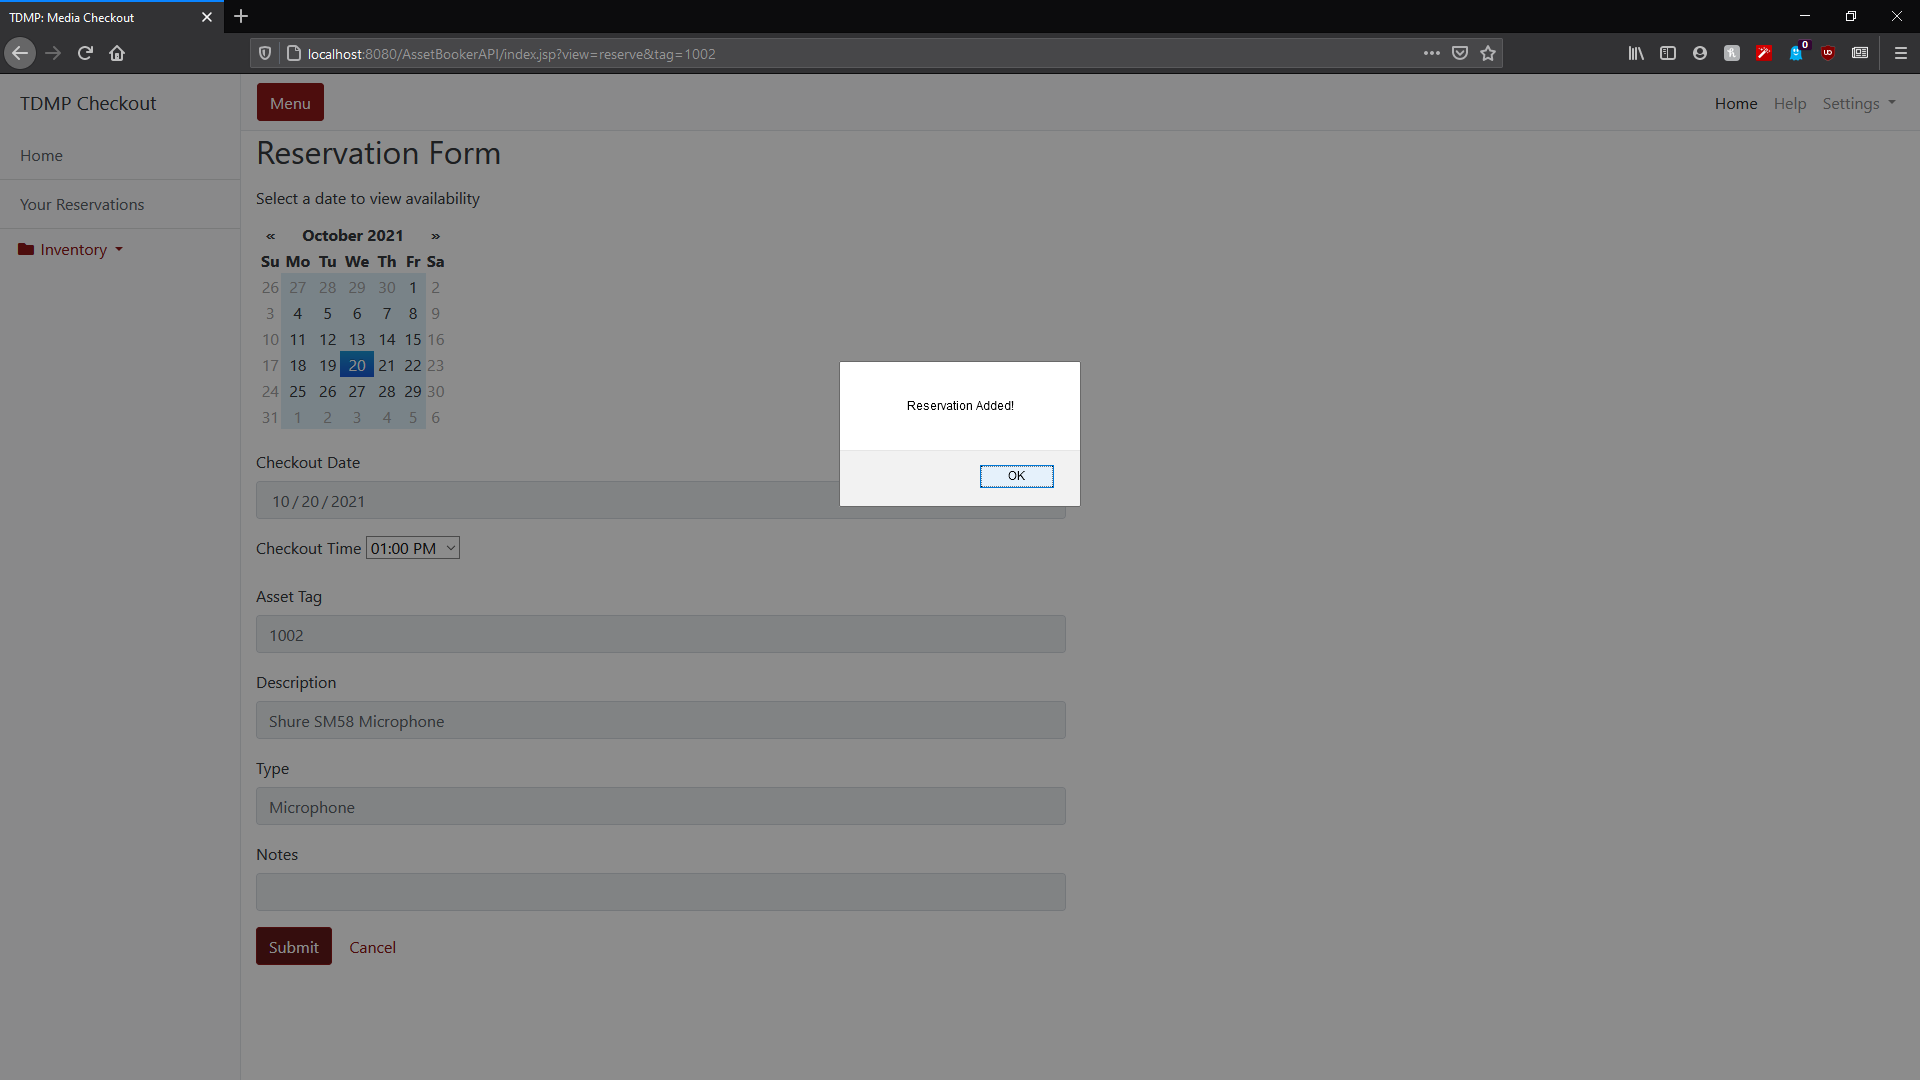 TDMP: Media Checkout
localhost:8080/AssetBookerAPI/index.jsp?view=reserve&tag=1002
0
TDMP Checkout
Menu
Home Help Settings
Home
Your Reservations
Inventory
Reservation Form
Select a date to view availability
« October 2021 »
Su Mo Tu We Th Fr Sa
26 27 28 29 30 1 2
3 4 5 6 7 8 9
10 11 12 13 14 15 16
17 18 19 20 21 22 23
24 25 26 27 28 29 30
31 1 2 3 4 5 6
Reservation Added!
OK
Checkout Date
10 / 20 / 2021
Checkout Time 01:00 PM
Asset Tag
1002
Description
Shure SM58 Microphone
Type
Microphone
Notes
Submit Cancel